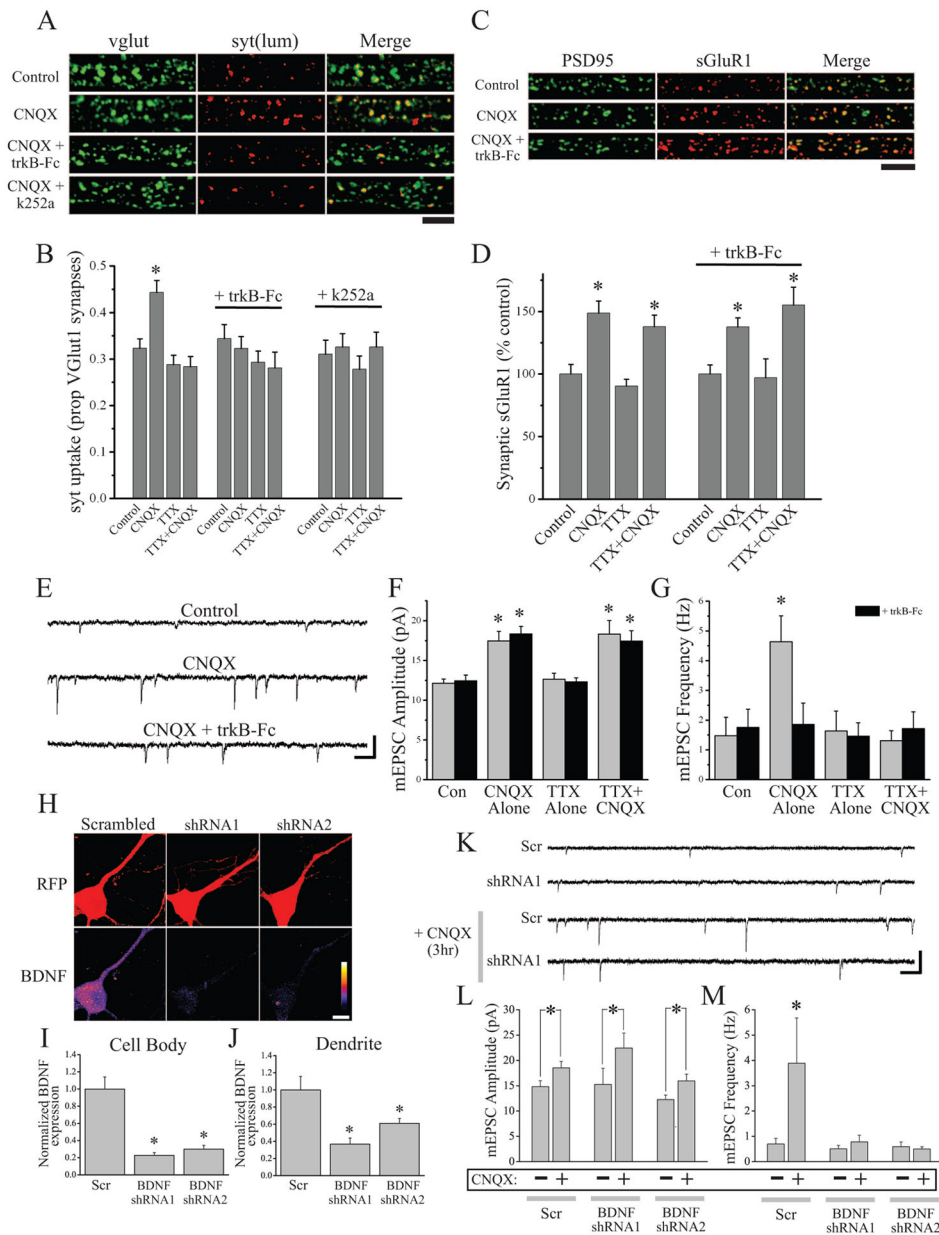 A
vglut syt(lum) Merge
Control
CNQX
CNQX +
trkB-Fc
CNQX +
k252a
C
PSD95 sGluR1 Merge
Control
CNQX
CNQX +
trkB-Fc
B
syt uptake (prop VGlut1 synapses)
0.5
0.4
0.3
0.2
0.1
0.0
*
+ trkB-Fc
+ k252a
Control CNQX TTX TTX+CNQX
Control CNQX TTX TTX+CNQX
Control CNQX TTX TTX+CNQX
D
Synaptic sGluR1 (% control)
150
100
50
0
+ trkB-Fc
* * * *
Control CNQX TTX TTX+CNQX
Control CNQX TTX TTX+CNQX
E
Control
CNQX
CNQX + trkB-Fc
F
mEPSC Amplitude (pA)
22.5
17.5
12.5
7.5
2.5
0
* * * *
Con CNQX Alone TTX Alone TTX+ CNQX
G
mEPSC Frequency (Hz)
6
5
4
3
2
1
0
*
+ trkB-Fc
Con CNQX Alone TTX Alone TTX+ CNQX
H
Scrambled shRNA1 shRNA2
RFP
BDNF
I
Cell Body
Normalized BDNF
expression
1.4
1.2
1.0
0.8
0.6
0.4
0.2
0.0
* *
Scr BDNF shRNA1 BDNF shRNA2
J
Dendrite
Normalized BDNF
expression
1.4
1.2
1.0
0.8
0.6
0.4
0.2
0.0
* *
Scr BDNF shRNA1 BDNF shRNA2
K
Scr
shRNA1
+ CNQX
(3hr)
Scr
shRNA1
L
mEPSC Amplitude (pA)
30
25
20
15
10
5
0
* * *
M
mEPSC Frequency (Hz)
6
4
2
0
*
CNQX: - + - + - + - + - + - +
Scr BDNF shRNA1 BDNF shRNA2 Scr BDNF shRNA1 BDNF shRNA2